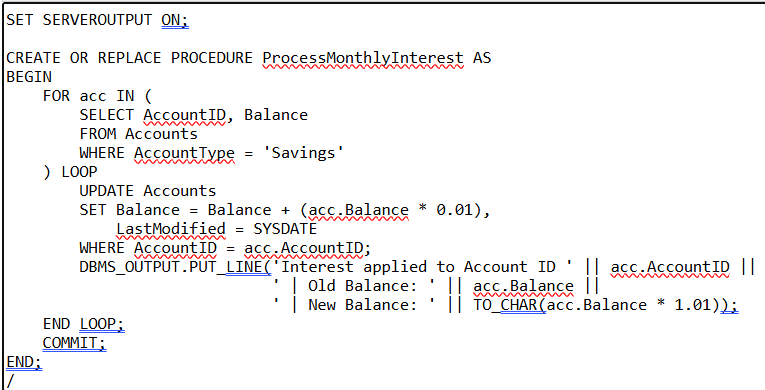 SET SERVEROUTPUT ON;

CREATE OR REPLACE PROCEDURE ProcessMonthlyInterest AS
BEGIN
    FOR acc IN (
        SELECT AccountID, Balance
        FROM Accounts
        WHERE AccountType = 'Savings'
    ) LOOP
        UPDATE Accounts
        SET Balance = Balance + (acc.Balance * 0.01),
            LastModified = SYSDATE
        WHERE AccountID = acc.AccountID;
        DBMS_OUTPUT.PUT_LINE('Interest applied to Account ID ' || acc.AccountID ||
                             ' | Old Balance: ' || acc.Balance ||
                             ' | New Balance: ' || TO_CHAR(acc.Balance * 1.01));
    END LOOP;
    COMMIT;
END;
/